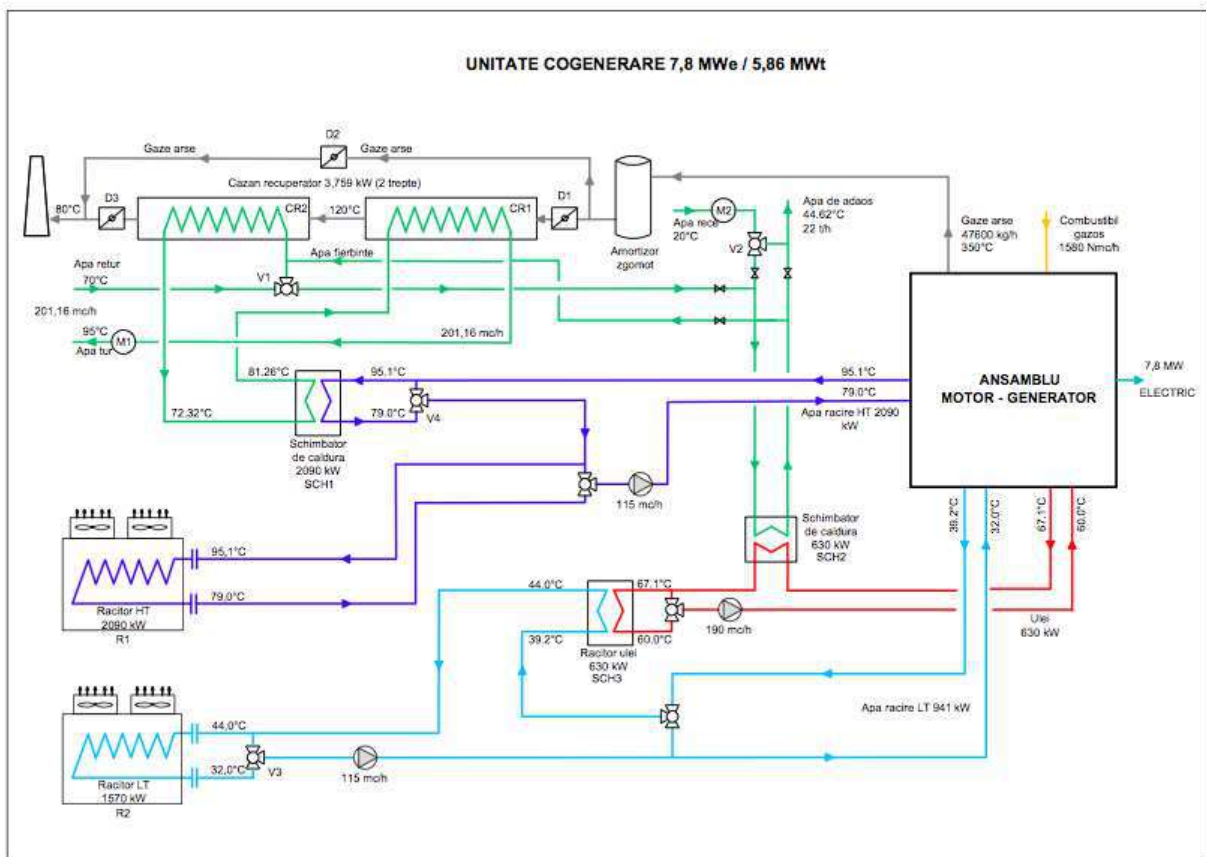 UNITATE COGENERARE 7,8 MWe / 5,86 MWt
D2
Gaze arse
Gaze arse
Cazan recuperator 3,759 kW (2 trepte)
80°C
D3
CR2
120°C
CR1
D1
Amortizor
zgomot
Apa rece
20°C
M2
V2
Apa de adaos
44.62°C
22 t/h
Gaze arse
47600 kg/h
350°C
Combustibil
gazos
1580 Nmc/h
Apa retur
70°C
Apa fierbinte
V1
201,16 mc/h
95°C
Apa tur
M1
201,16 mc/h
81.26°C
72.32°C
95.1°C
79.0°C
V4
Schimbator
de caldura
2090 kW
SCH1
95.1°C
79.0°C
Apa racire HT 2090
kW
ANSAMBLU
MOTOR - GENERATOR
7,8 MW
ELECTRIC
115 mc/h
39.2°C
32.0°C
67.1°C
60.0°C
Schimbator
de caldura
630 kW
SCH2
95,1°C
79.0°C
Racitor HT
2090 kW
R1
44.0°C
39.2°C
67.1°C
60.0°C
Racitor ulei
630 kW
SCH3
190 mc/h
Ulei
630 kW
Apa racire LT 941 kW
44,0°C
32,0°C
V3
115 mc/h
Racitor LT
1570 kW
R2